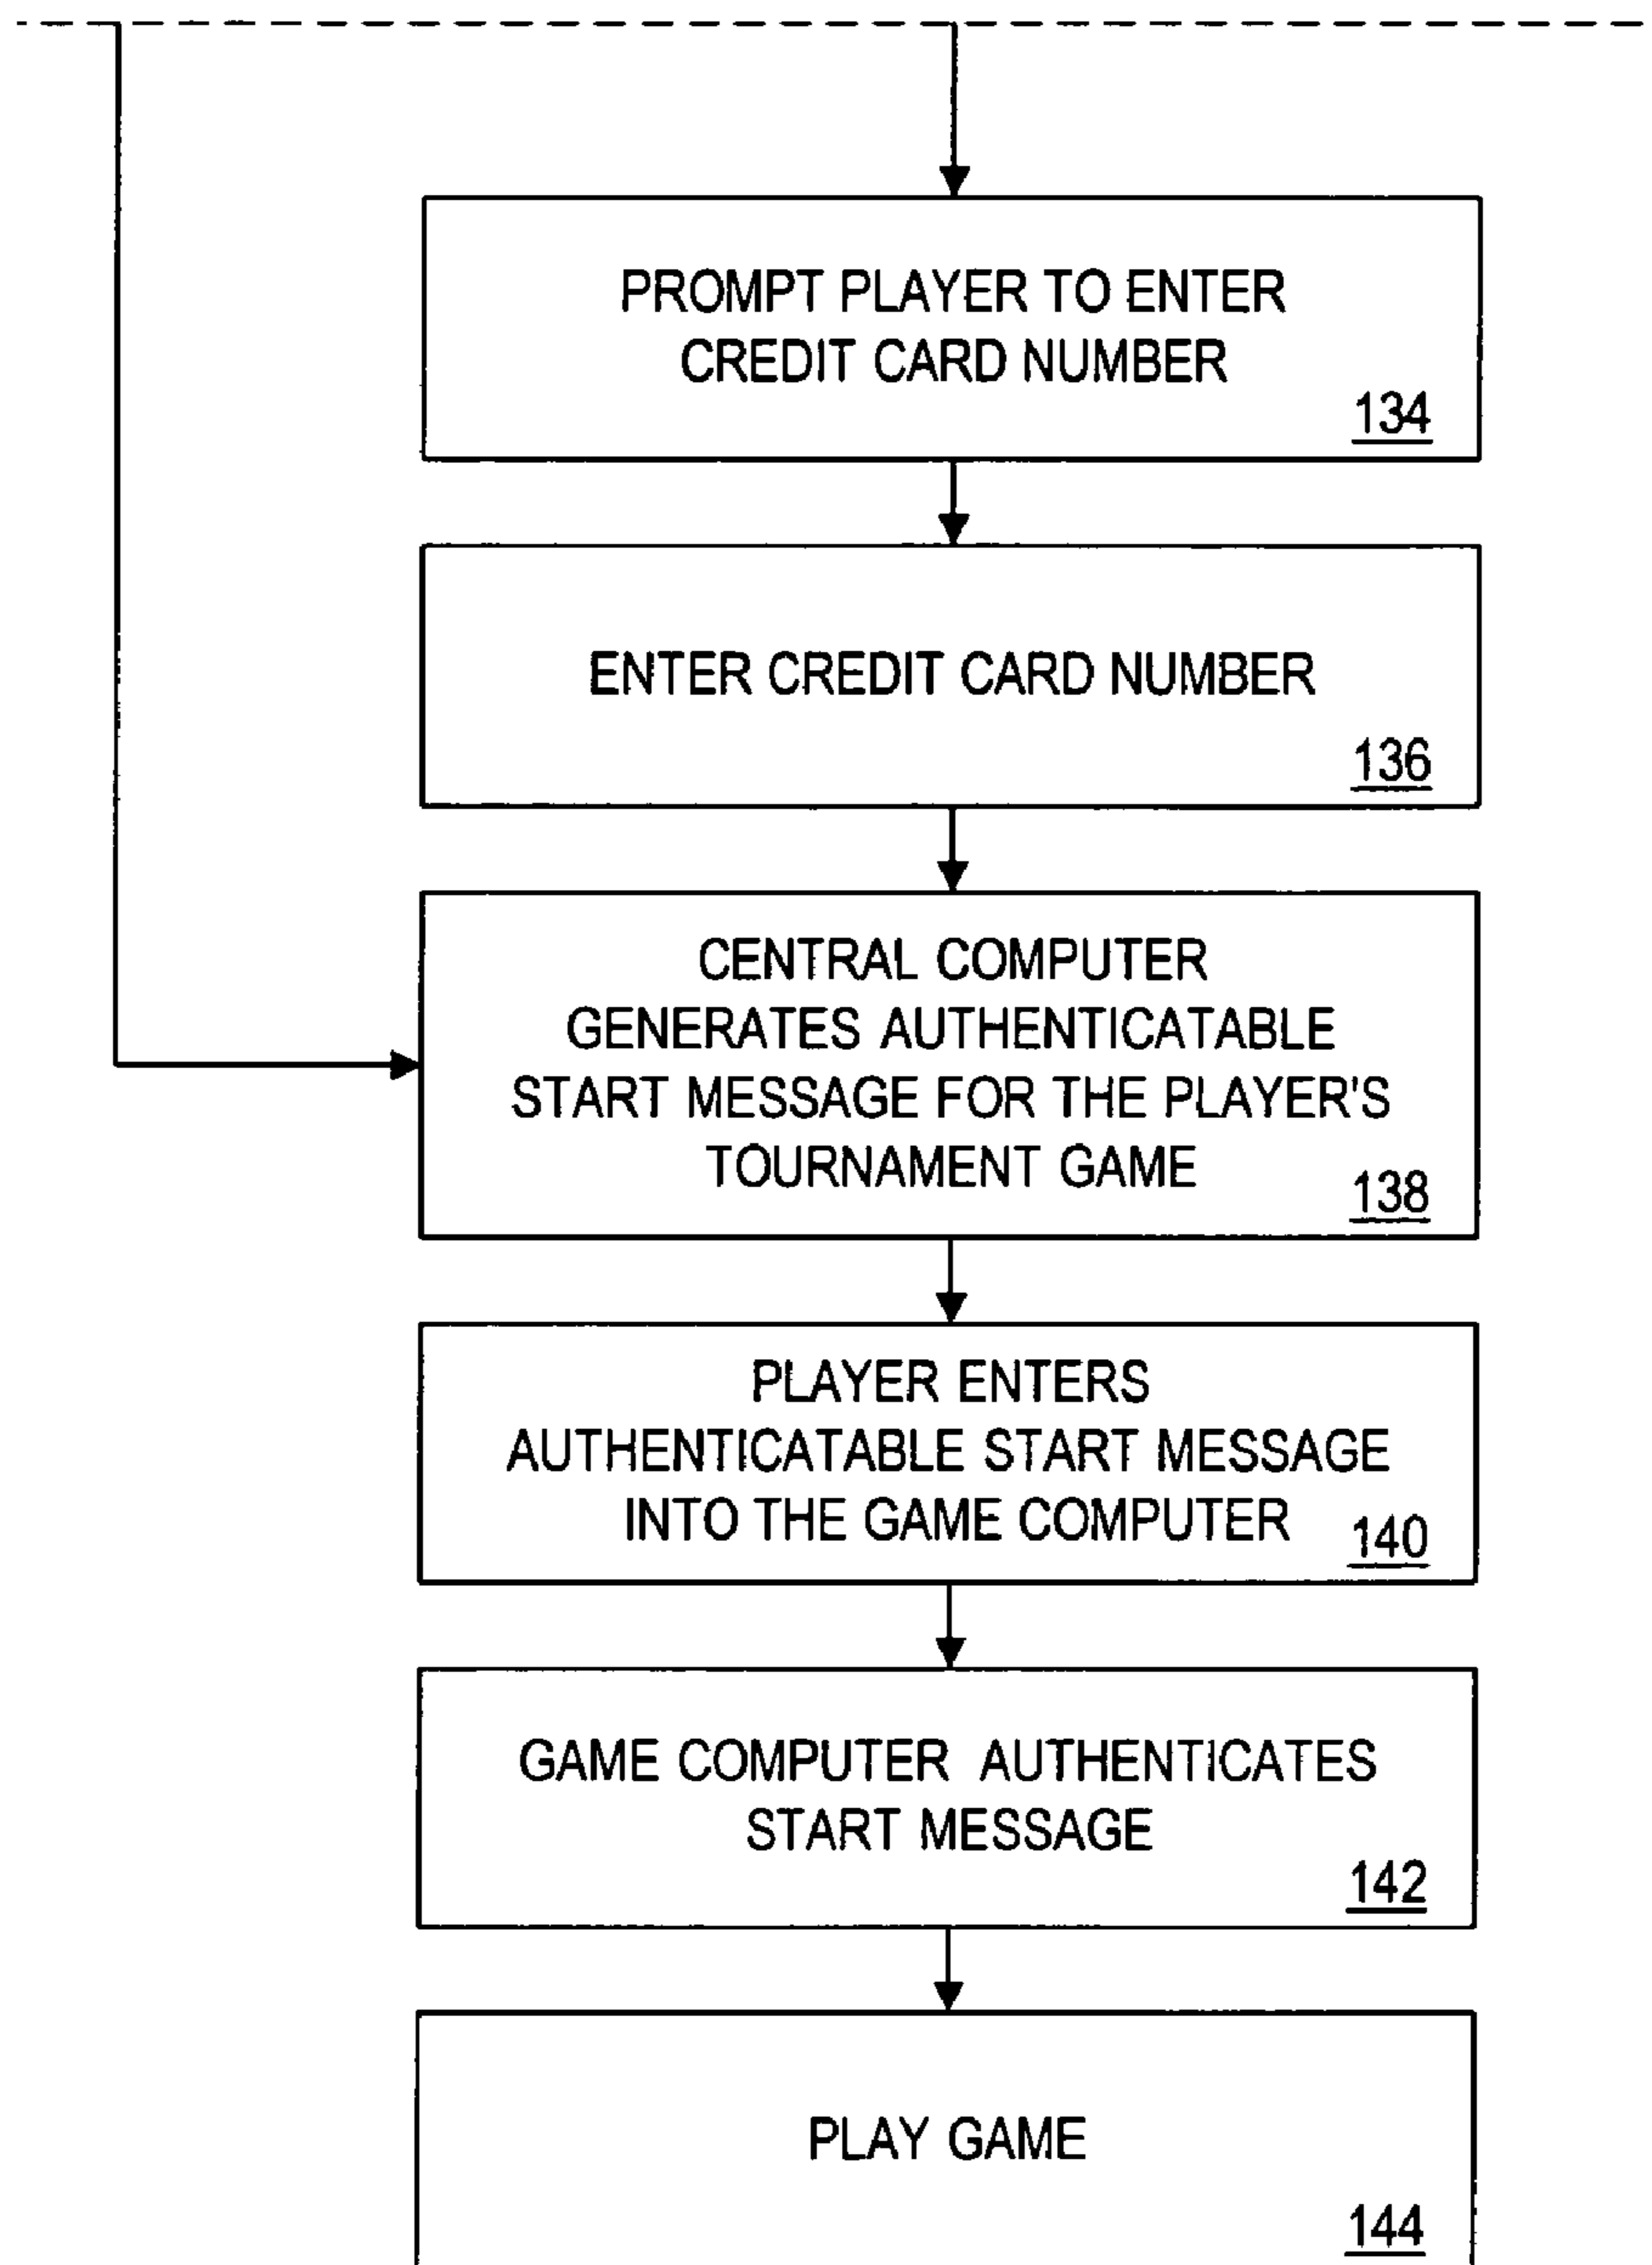 PROMPT PLAYER TO ENTER
CREDIT CARD NUMBER
134
ENTER CREDIT CARD NUMBER
136
CENTRAL COMPUTER
GENERATES AUTHENTICATABLE
START MESSAGE FOR THE PLAYER'S
TOURNAMENT GAME
138
PLAYER ENTERS
AUTHENTICATABLE START MESSAGE
INTO THE GAME COMPUTER
140
GAME COMPUTER AUTHENTICATES
START MESSAGE
142
PLAY GAME
144